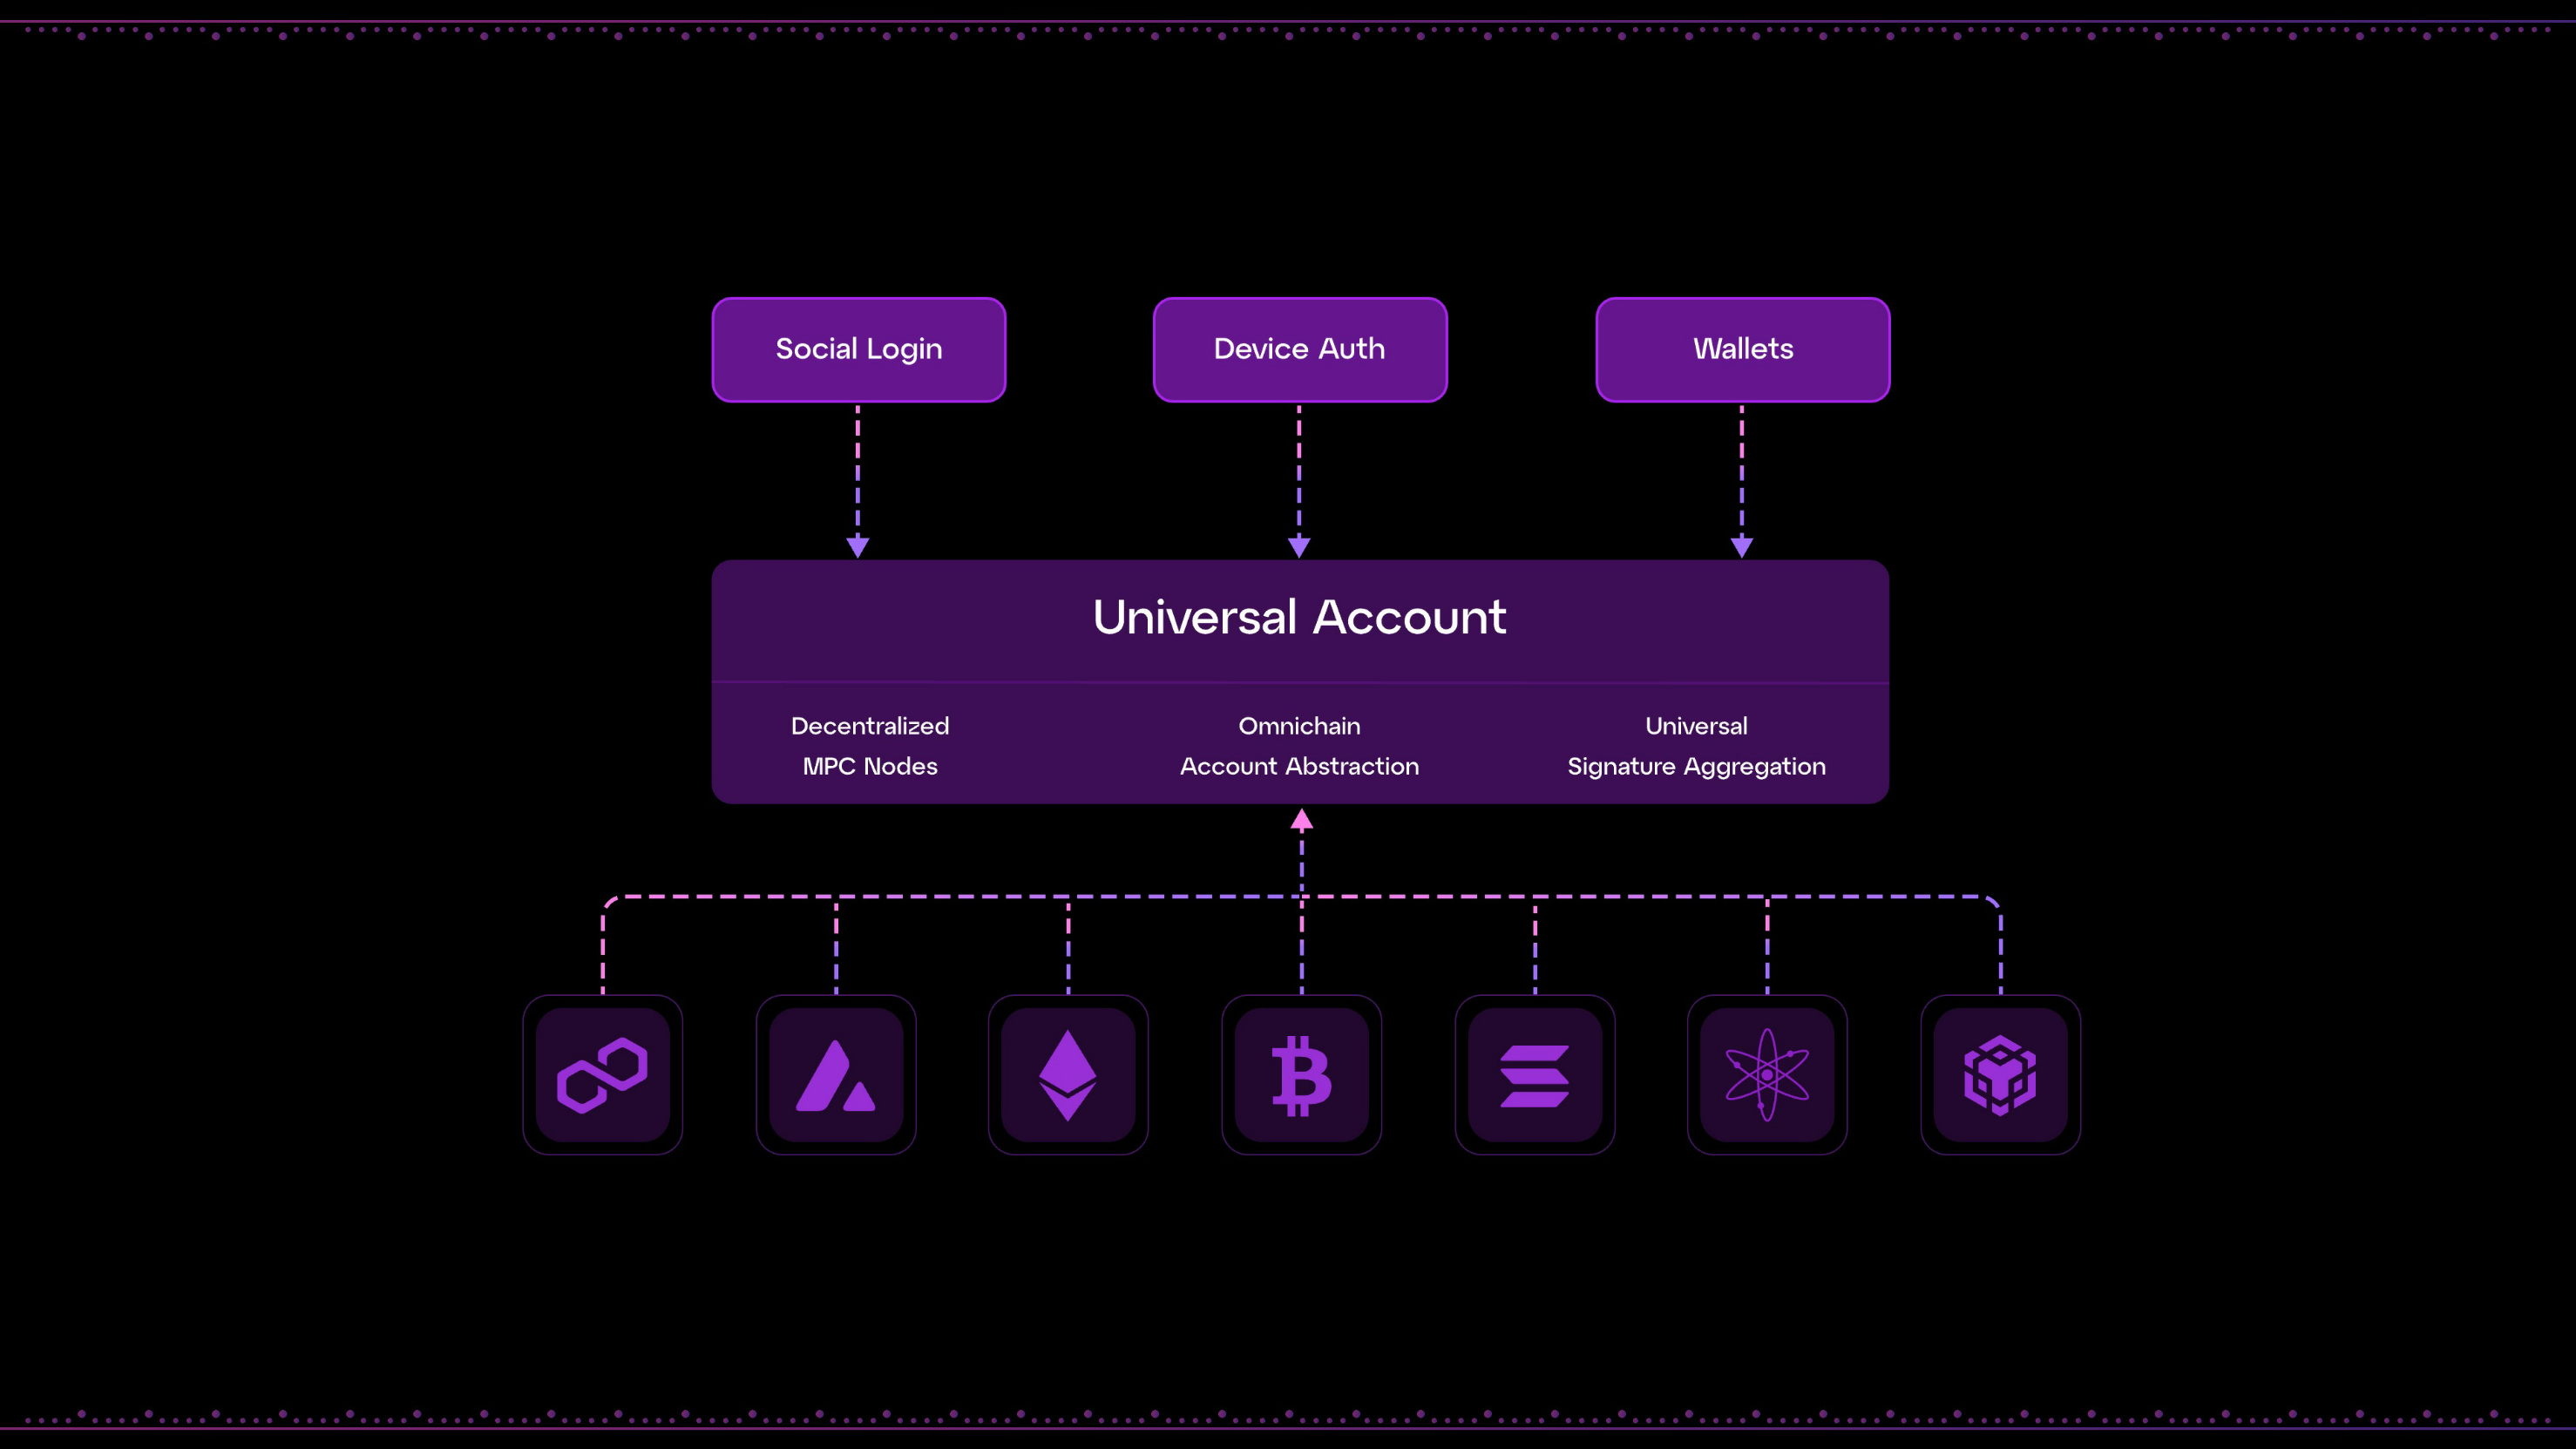 Social Login
Device Auth
Wallets
Universal Account
Decentralized
MPC Nodes
Omnichain
Account Abstraction
Universal
Signature Aggregation